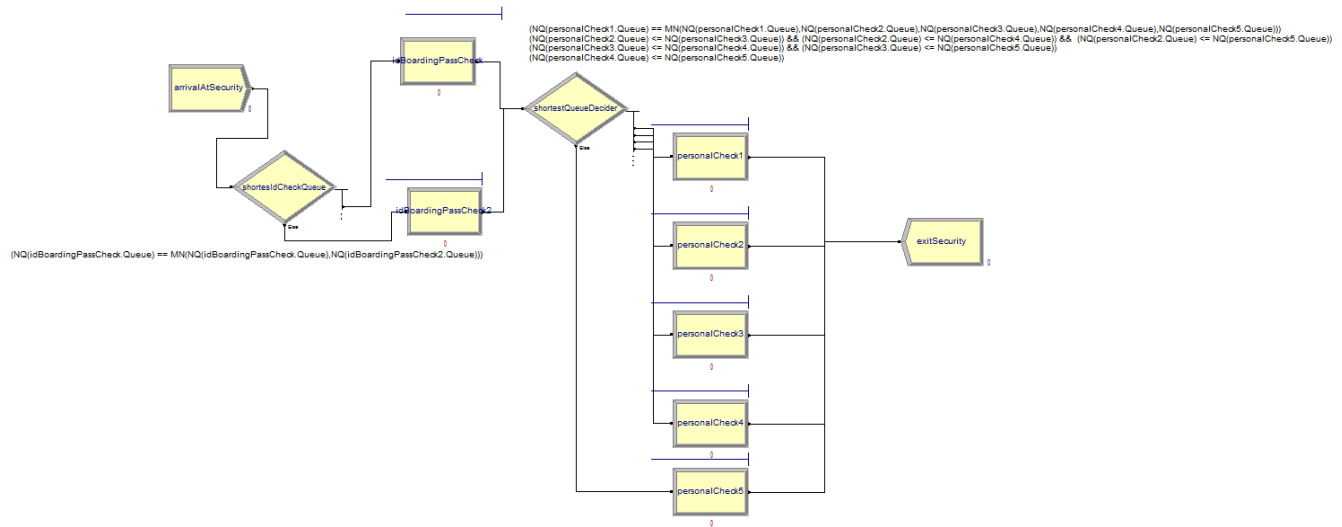 (NQ(personalCheck1.Queue) == MN(NQ(personalCheck1.Queue),NQ(personalCheck2.Queue),NQ(personalCheck3.Queue),NQ(personalCheck4.Queue),NQ(personalCheck5.Queue)))
(NQ(personalCheck2.Queue) <= NQ(personalCheck3.Queue)) && (NQ(personalCheck2.Queue) <= NQ(personalCheck4.Queue)) && (NQ(personalCheck2.Queue) <= NQ(personalCheck5.Queue))
(NQ(personalCheck3.Queue) <= NQ(personalCheck4.Queue)) && (NQ(personalCheck3.Queue) <= NQ(personalCheck5.Queue))
(NQ(personalCheck4.Queue) <= NQ(personalCheck5.Queue))
idBoardingPassCheck
0
arrivalAtSecurity
0
shortestQueueDecider
Else
shortesIdCheckQueue
Else
idBoardingPassCheck2
0
(NQ(idBoardingPassCheck.Queue) == MN(NQ(idBoardingPassCheck.Queue),NQ(idBoardingPassCheck2.Queue)))
personalCheck1
0
personalCheck2
0
exitSecurity
0
personalCheck3
0
personalCheck4
0
personalCheck5
0